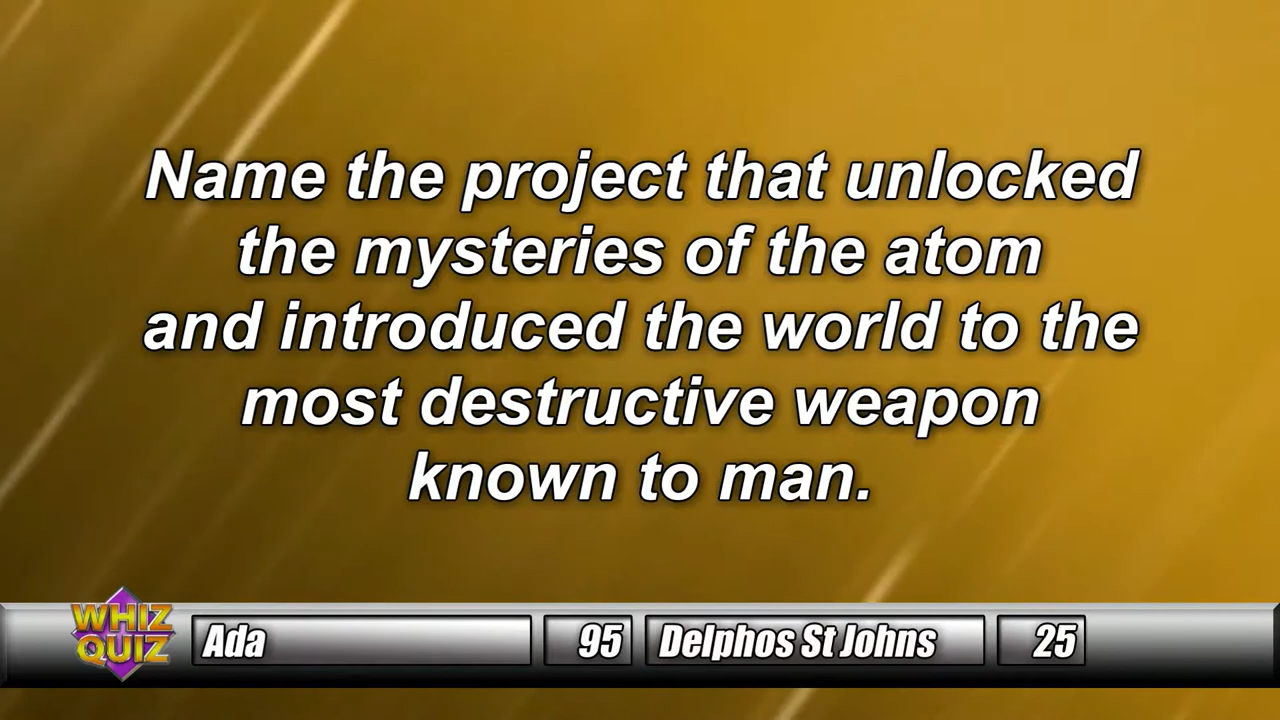 Name the project that unlocked
the mysteries of the atom
and introduced the world to the
most destructive weapon
known to man.
WHIZ
QUIZ
Ada 95 Delphos St Johns 25